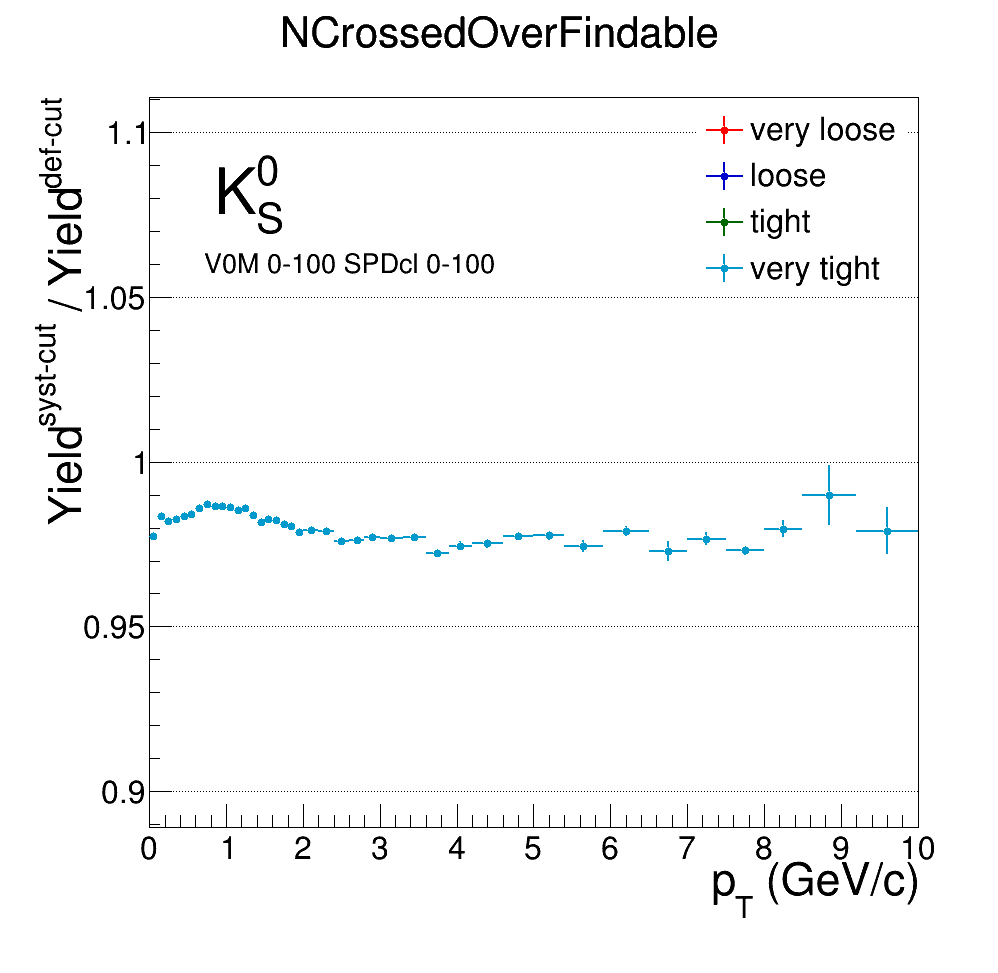 NCrossedOverFindable
Yield^syst-cut / Yield^def-cut
1.1
1.05
1
0.95
0.9
K^0_S
V0M 0-100 SPDcl 0-100
very loose
loose
tight
very tight
0 1 2 3 4 5 6 7 8 9 10
p_T (GeV/c)